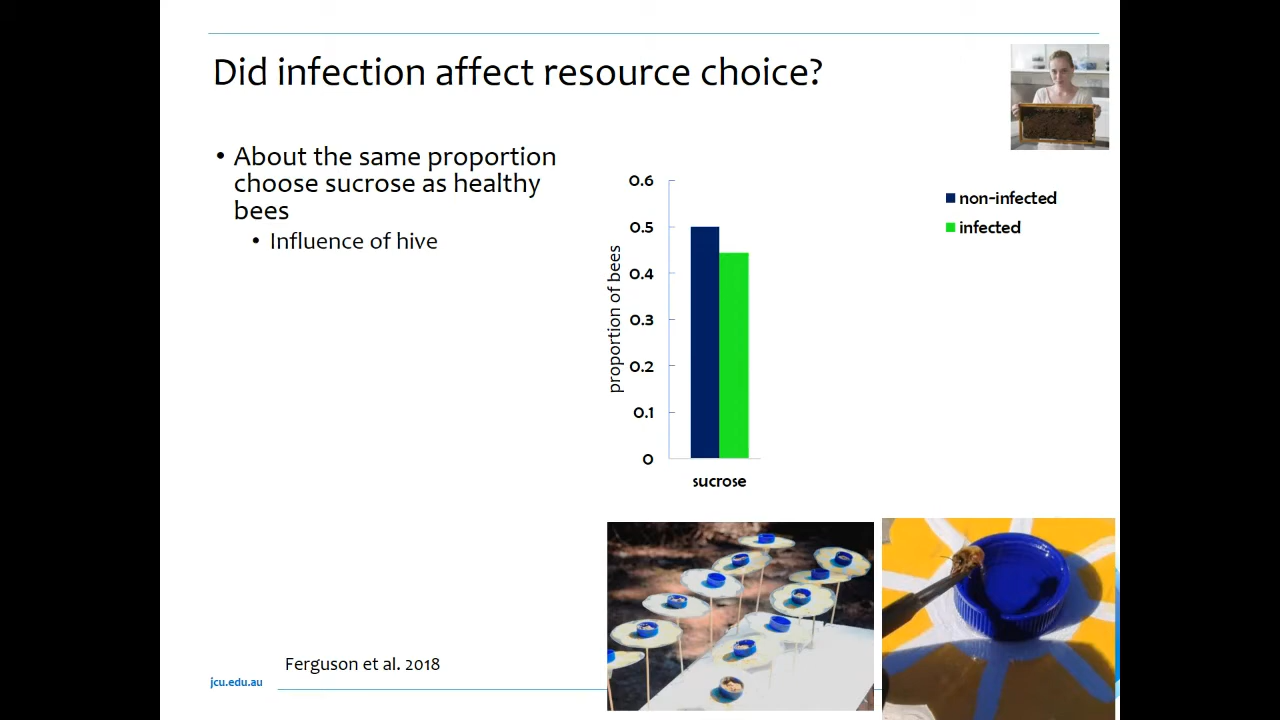 Did infection affect resource choice?
• About the same proportion
choose sucrose as healthy
bees
• Influence of hive
0.6
0.5
0.4
0.3
0.2
0.1
0
proportion of bees
sucrose
non-infected
infected
Ferguson et al. 2018
jcu.edu.au